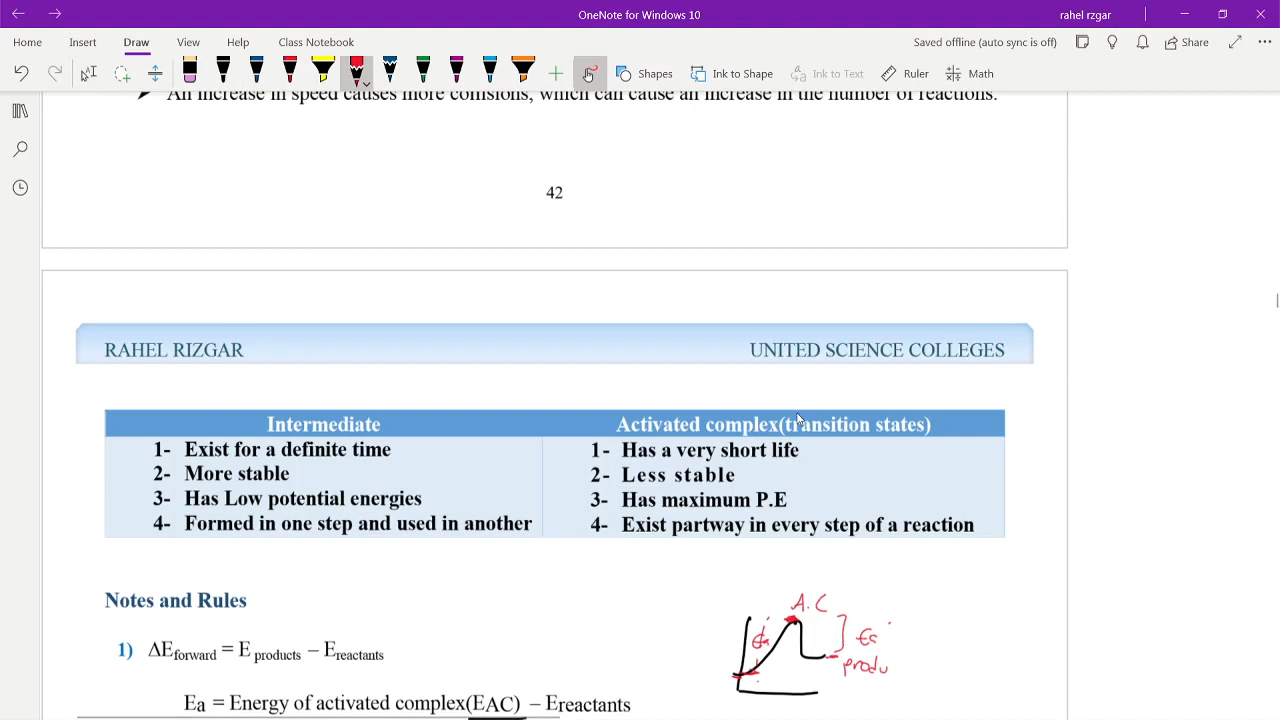 OneNote for Windows 10
rahel rzgar
Home Insert Draw View Help Class Notebook
Saved offline (auto sync is off) Share
Shapes Ink to Shape Ink to Text Ruler Math
An increase in speed causes more collisions, which can cause an increase in the number of reactions.
42
RAHEL RIZGAR UNITED SCIENCE COLLEGES
Intermediate
1- Exist for a definite time
2- More stable
3- Has Low potential energies
4- Formed in one step and used in another
Activated complex(transition states)
1- Has a very short life
2- Less stable
3- Has maximum P.E
4- Exist partway in every step of a reaction
Notes and Rules
1) ΔEforward = E products – Ereactants
Ea = Energy of activated complex(EAC) – Ereactants
A.C
Ea
Ea
produ